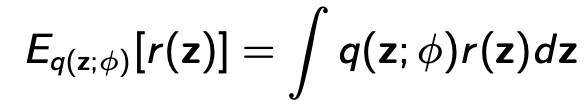 E_{q(z;φ)}[r(z)] = ∫ q(z; φ)r(z)dz